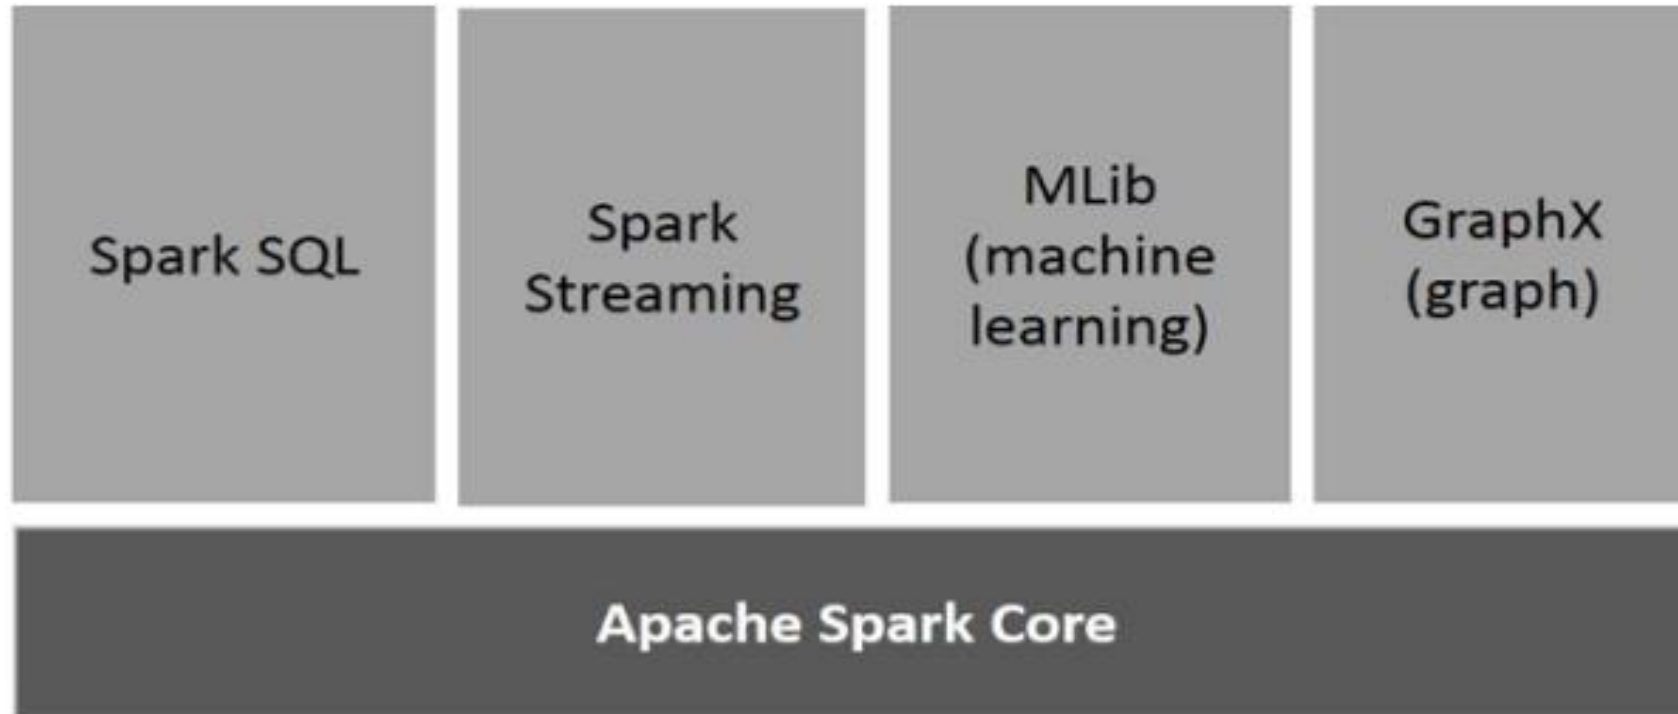 Spark SQL
Spark
Streaming
MLib
(machine
learning)
GraphX
(graph)
Apache Spark Core